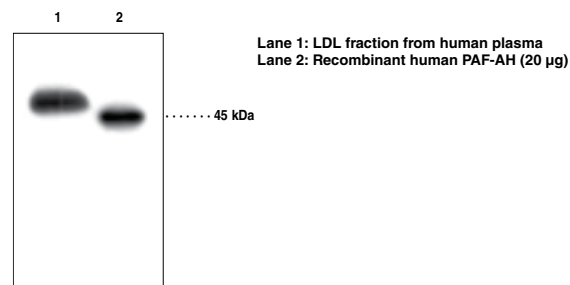 1 2
Lane 1: LDL fraction from human plasma
Lane 2: Recombinant human PAF-AH (20 µg)
·······45 kDa